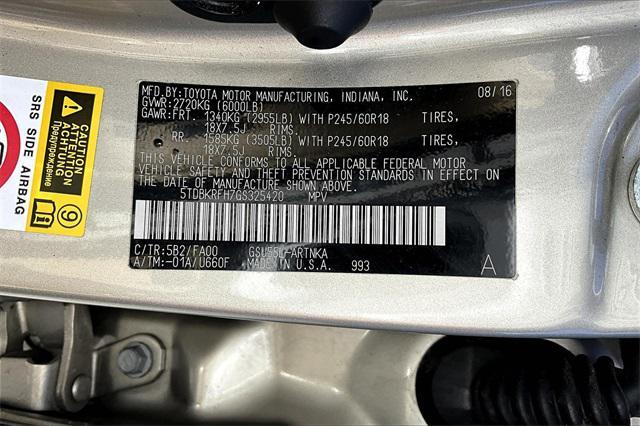 MFD.BY:TOYOTA MOTOR MANUFACTURING, INDIANA, INC. 08/16
GVWR:2720KG (6000LB)
GAWR:FRT. 1340KG (2955LB) WITH P245/60R18 TIRES,
18X7.5J RIMS.
RR. 1585KG (3505LB) WITH P245/60R18 TIRES,
18X7.5J RIMS.
THIS VEHICLE CONFORMS TO ALL APPLICABLE FEDERAL MOTOR
VEHICLE SAFETY AND THEFT PREVENTION STANDARDS IN EFFECT ON
THE DATE OF MANUFACTURE SHOWN ABOVE.
5TDBKRFH7GS325420 MPV
C/TR:5B2/FA00 GSU55L-ARTNKA
A/TM:-01A/U660F MADE IN U.S.A. 993 A
SRS SIDE AIRBAG
CAUTION
ATTENTION
ACHTUNG
Предупреждение
9